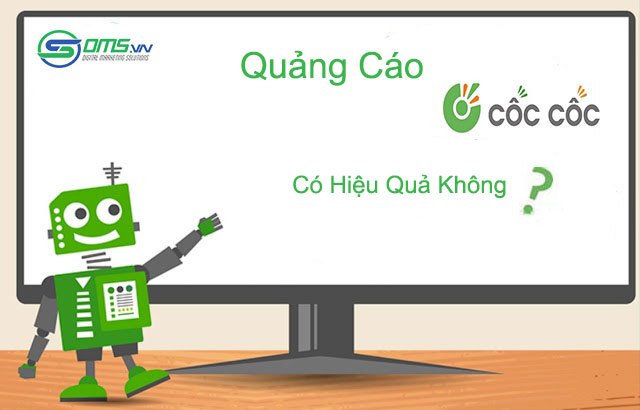 OMS.VN
DIGITAL MARKETING SOLUTIONS
Quảng Cáo
CỐC CỐC
Có Hiệu Quả Không ?